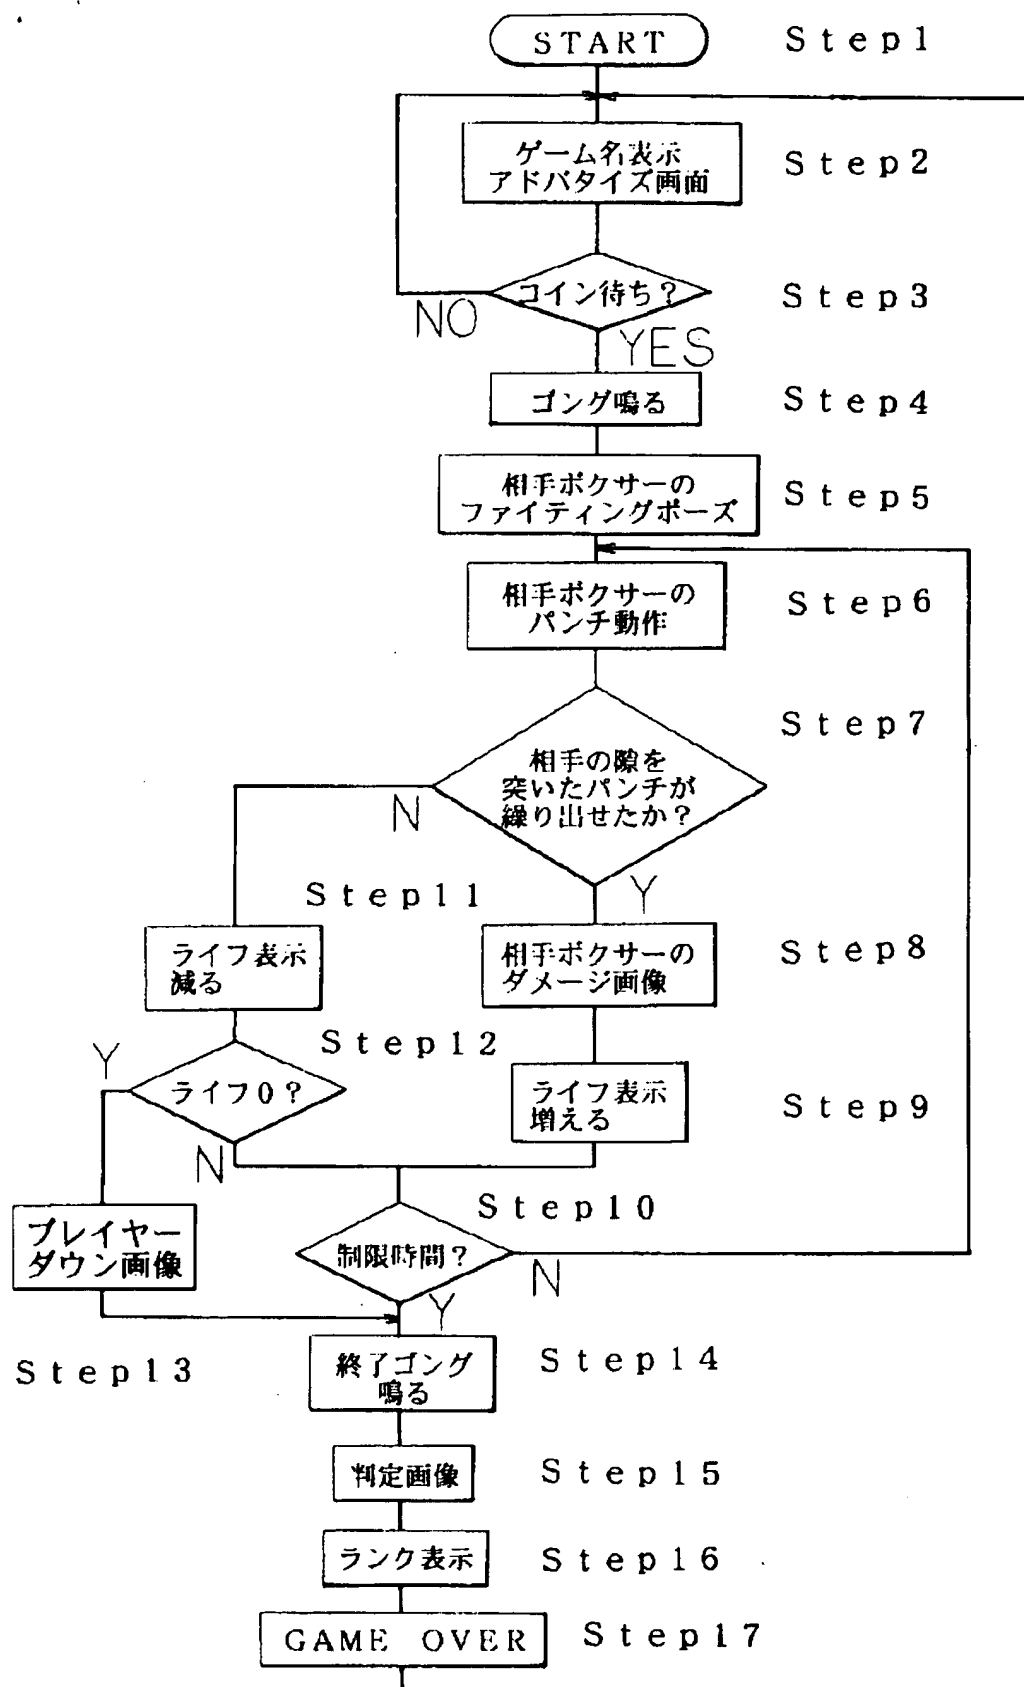 START
Step1
ゲーム名表示
アドバタイズ画面
Step2
コイン待ち?
Step3
NO
YES
ゴング鳴る
Step4
相手ボクサーの
ファイティングポーズ
Step5
相手ボクサーの
パンチ動作
Step6
Step7
相手の隙を
突いたパンチが
繰り出せたか?
N
Y
Step11
ライフ表示
減る
相手ボクサーの
ダメージ画像
Step8
Step12
Y
ライフ0?
N
ライフ表示
増える
Step9
Step10
プレイヤー
ダウン画像
制限時間?
N
Y
Step13
終了ゴング
鳴る
Step14
判定画像
Step15
ランク表示
Step16
GAME OVER
Step17